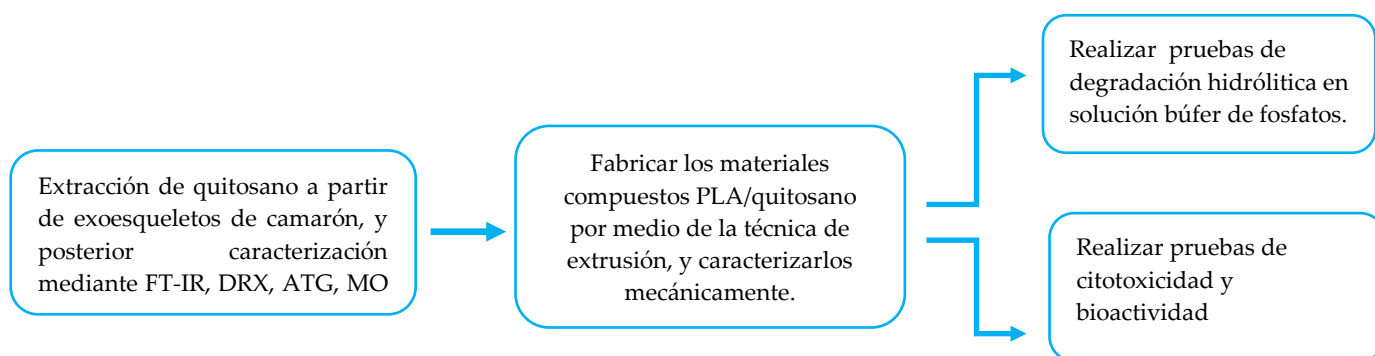 Extracción de quitosano a partir
de exoesqueletos de camarón, y
posterior caracterización
mediante FT-IR, DRX, ATG, MO
Fabricar los materiales
compuestos PLA/quitosano
por medio de la técnica de
extrusión, y caracterizarlos
mecánicamente.
Realizar pruebas de
degradación hidrólitica en
solución búfer de fosfatos.
Realizar pruebas de
citotoxicidad y
bioactividad